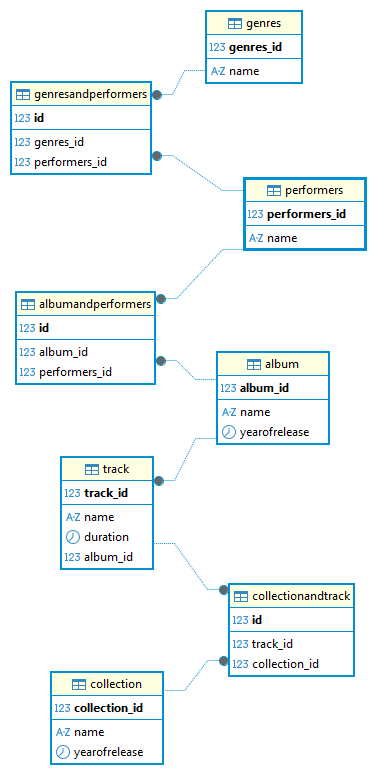 genres
123 genres_id
A-Z name
genresandperformers
123 id
123 genres_id
123 performers_id
performers
123 performers_id
A-Z name
albumandperformers
123 id
123 album_id
123 performers_id
album
123 album_id
A-Z name
yearofrelease
track
123 track_id
A-Z name
duration
123 album_id
collectionandtrack
123 id
123 track_id
123 collection_id
collection
123 collection_id
A-Z name
yearofrelease